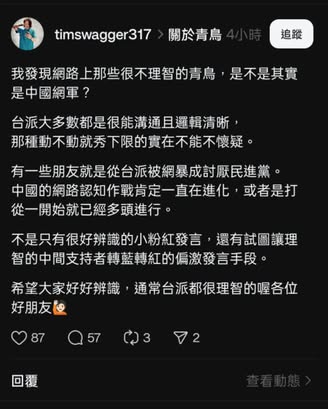 timswagger317 > 關於青鳥 4小時 追蹤
我發現網路上那些很不理智的青鳥，是不是其實
是中國網軍？
台派大多數都是很能溝通且邏輯清晰，
那種動不動就秀下限的實在不能不懷疑。
有一些朋友就是從台派被網暴成討厭民進黨。
中國的網路認知作戰肯定一直在進化，或者是打
從一開始就已經多頭進行。
不是只有很好辨識的小粉紅發言，還有試圖讓理
智的中間支持者轉藍轉紅的偏激發言手段。
希望大家好好辨識，通常台派都很理智的喔各位
好朋友🙋🏻
87 57 3 2
回覆 查看動態 >